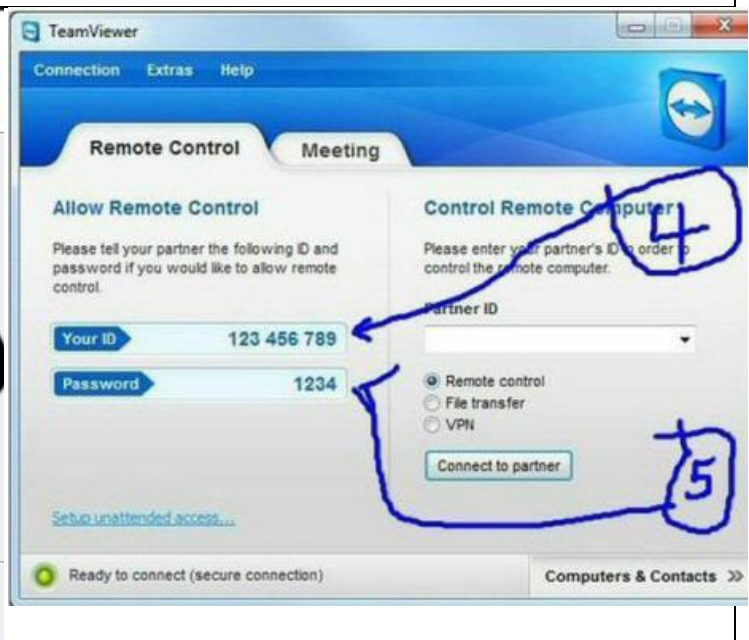 TeamViewer
Connection Extras Help
Remote Control Meeting
Allow Remote Control
Please tell your partner the following ID and
password if you would like to allow remote
control.
Your ID 123 456 789
Password 1234
Setup unattended access...
Control Remote Computer
Please enter your partner's ID in order to
control the remote computer.
Partner ID
Remote control
File transfer
VPN
Connect to partner
4
5
Ready to connect (secure connection)
Computers & Contacts >>